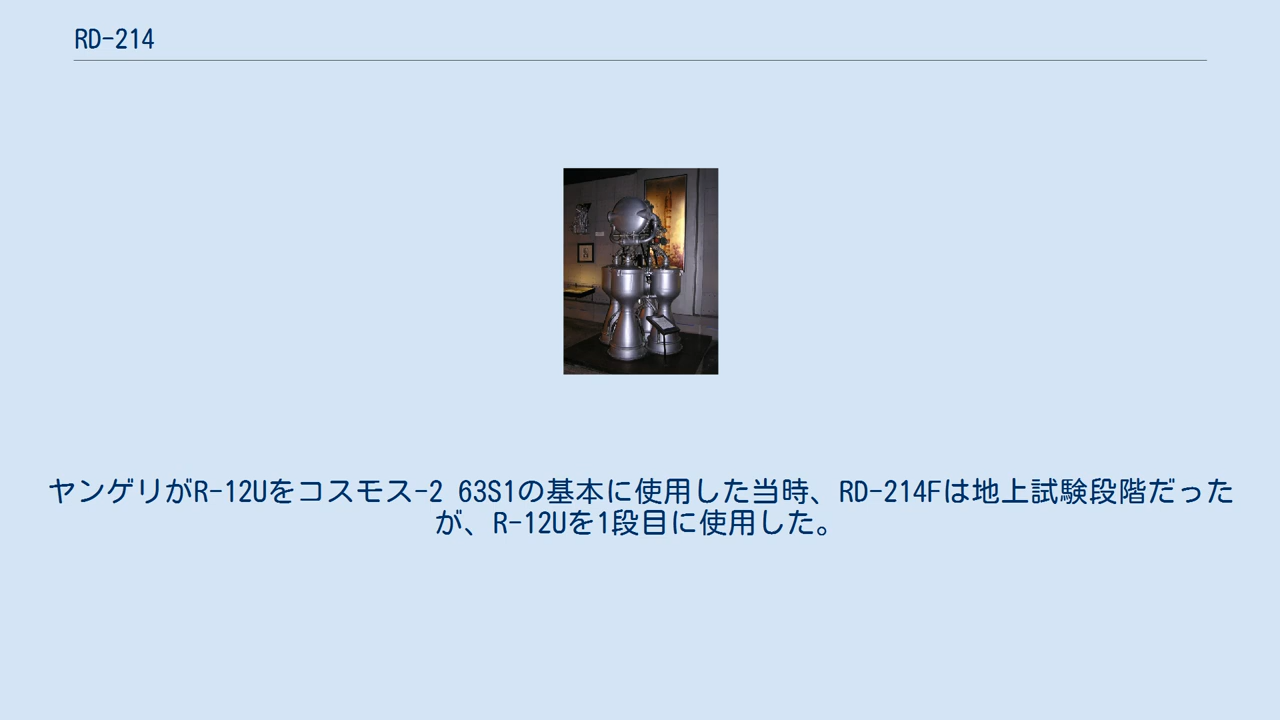 RD-214
ヤンゲリがR-12Uをコスモス-2 63S1の基本に使用した当時、RD-214Fは地上試験段階だった
が、R-12Uを1段目に使用した。